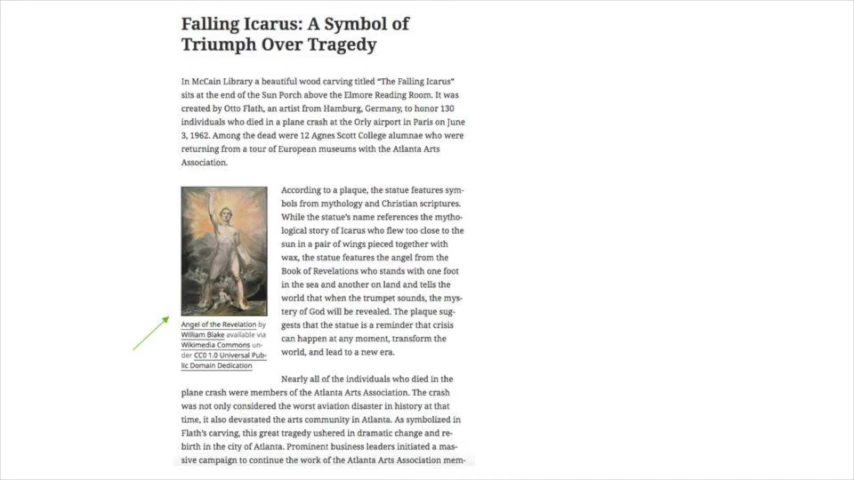 Falling Icarus: A Symbol of
Triumph Over Tragedy
In McCain Library a beautiful wood carving titled "The Falling Icarus"
sits at the end of the Sun Porch above the Elmore Reading Room. It was
created by Otto Flath, an artist from Hamburg, Germany, to honor 130
individuals who died in a plane crash at the Orly airport in Paris on June
3, 1962. Among the dead were 12 Agnes Scott College alumnae who were
returning from a tour of European museums with the Atlanta Arts
Association.
According to a plaque, the statue features sym-
bols from mythology and Christian scriptures.
While the statue's name references the mytho-
logical story of Icarus who flew too close to the
sun in a pair of wings pieced together with
wax, the statue features the angel from the
Book of Revelations who stands with one foot
in the sea and another on land and tells the
world that when the trumpet sounds, the mys-
tery of God will be revealed. The plaque sug-
gests that the statue is a reminder that crisis
can happen at any moment, transform the
world, and lead to a new era.
Angel of the Revelation by
William Blake available via
Wikimedia Commons un-
der CC0 1.0 Universal Pub-
lic Domain Dedication
Nearly all of the individuals who died in the
plane crash were members of the Atlanta Arts Association. The crash
was not only considered the worst aviation disaster in history at that
time, it also devastated the arts community in Atlanta. As symbolized in
Flath's carving, this great tragedy ushered in dramatic change and re-
birth in the city of Atlanta. Prominent business leaders initiated a mas-
sive campaign to continue the work of the Atlanta Arts Association mem-